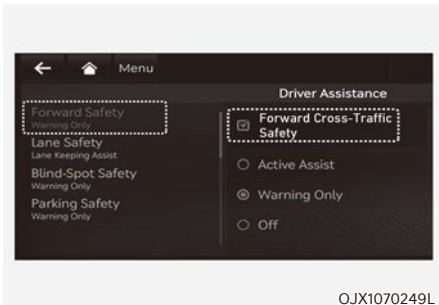 Menu
Driver Assistance
Forward Safety
Warning Only
Lane Safety
Lane Keeping Assist
Blind-Spot Safety
Warning Only
Parking Safety
Warning Only
Forward Cross-Traffic
Safety
Active Assist
Warning Only
Off
OJX1070249L